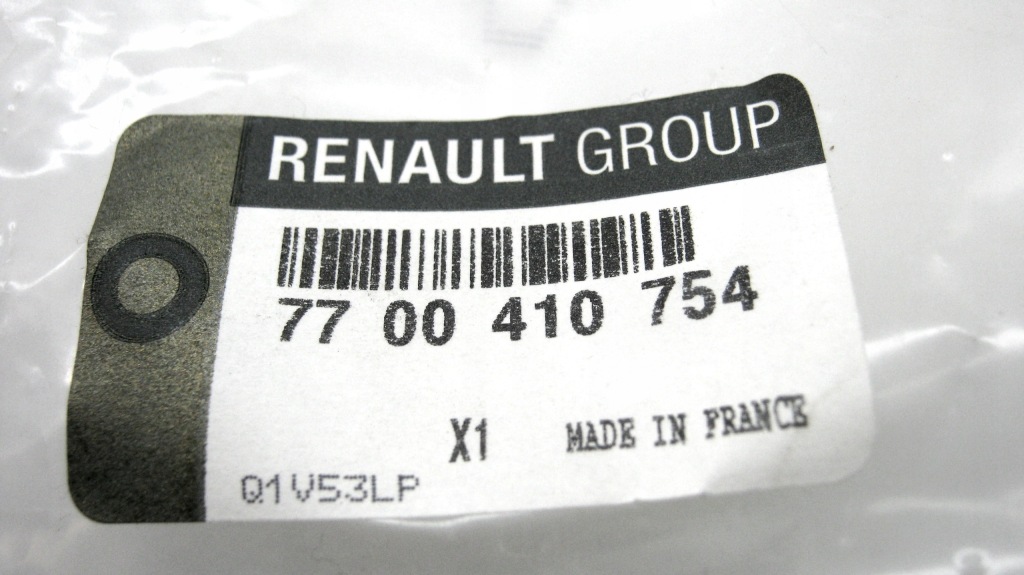 RENAULT GROUP
77 00 410 754
X1 MADE IN FRANCE
Q1V53LP